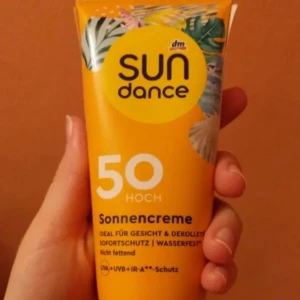 dm
SUN
dance
50
HOCH
Sonnencreme
IDEAL FÜR GESICHT & DEKOLLETÉ
SOFORTSCHUTZ | WASSERFEST
Nicht fettend
UVA+UVB+IR-A**-Schutz